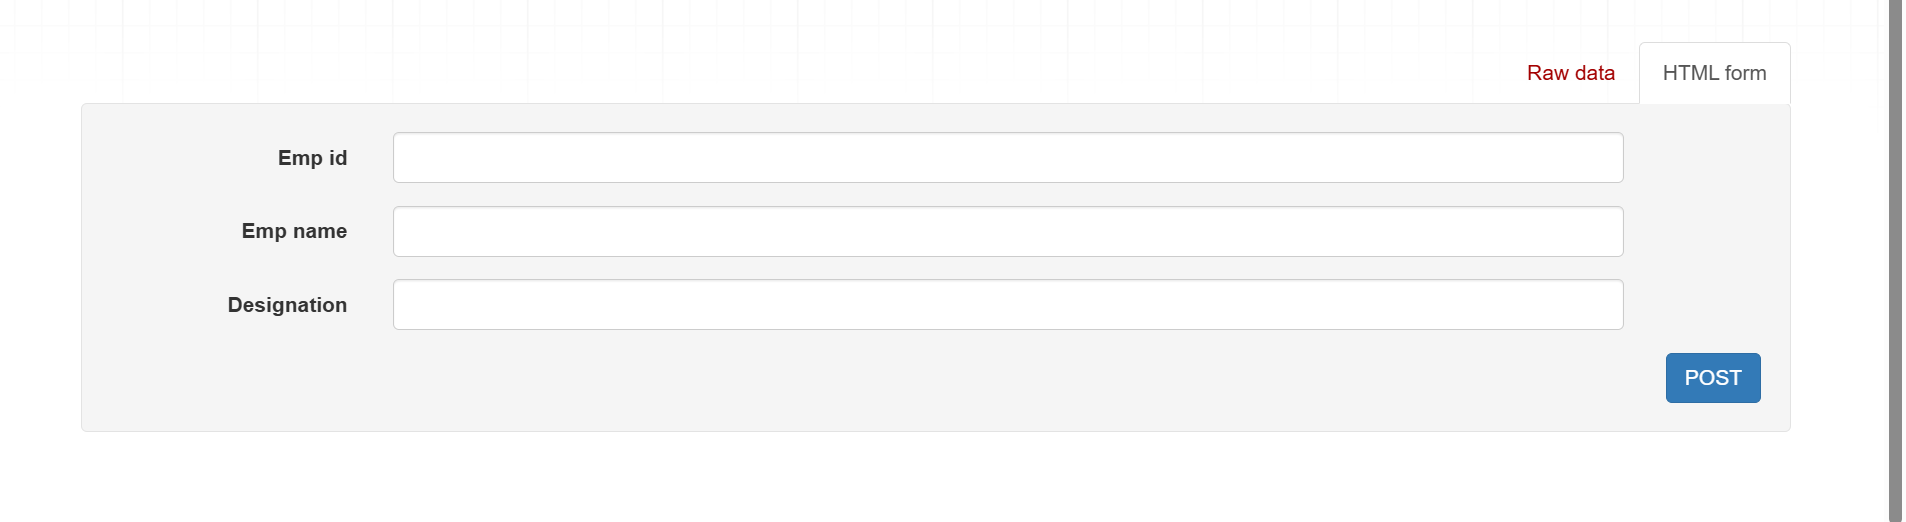 Raw data HTML form
Emp id
Emp name
Designation
POST